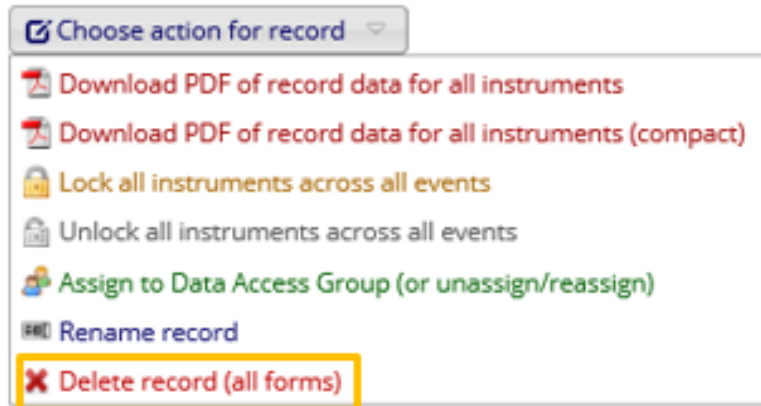 Choose action for record
Download PDF of record data for all instruments
Download PDF of record data for all instruments (compact)
Lock all instruments across all events
Unlock all instruments across all events
Assign to Data Access Group (or unassign/reassign)
Rename record
Delete record (all forms)